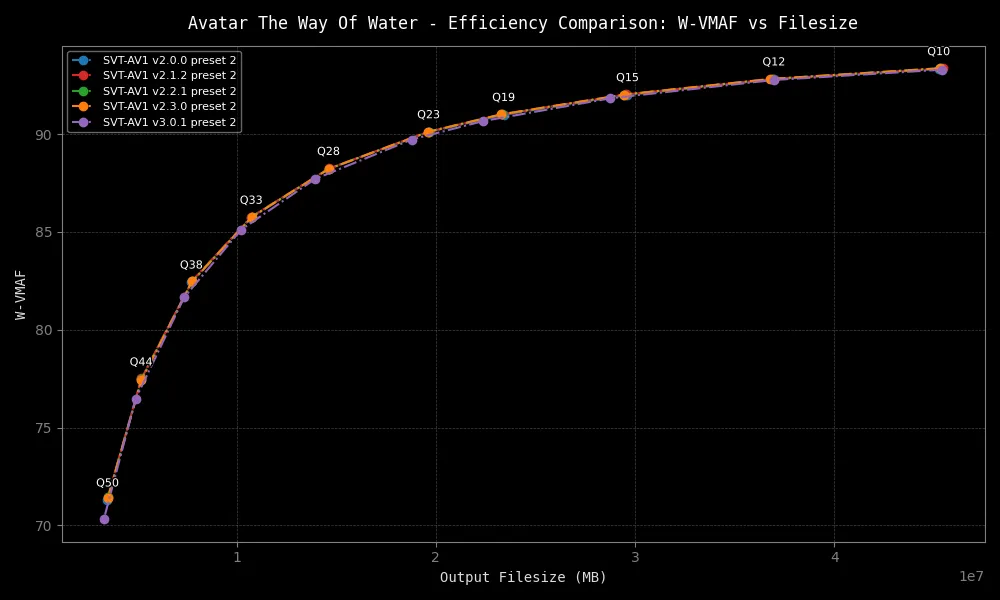 Avatar The Way Of Water - Efficiency Comparison: W-VMAF vs Filesize
SVT-AV1 v2.0.0 preset 2
SVT-AV1 v2.1.2 preset 2
SVT-AV1 v2.2.1 preset 2
SVT-AV1 v2.3.0 preset 2
SVT-AV1 v3.0.1 preset 2
Q10
Q12
Q15
Q19
Q23
Q28
Q33
Q38
Q44
Q50
90
85
80
75
70
W-VMAF
1
2
3
4
1e7
Output Filesize (MB)